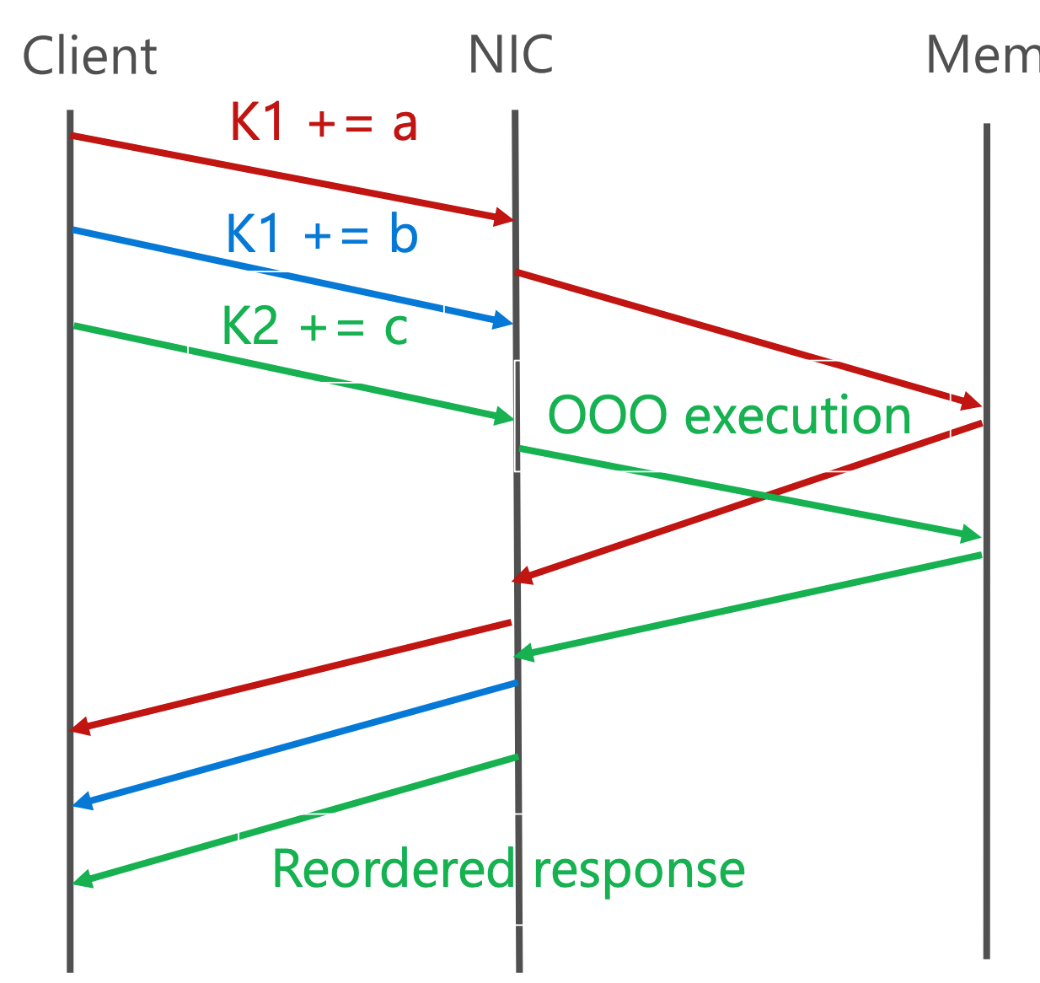 Client
NIC
Mem
K1 += a
K1 += b
K2 += c
OOO execution
Reordered response